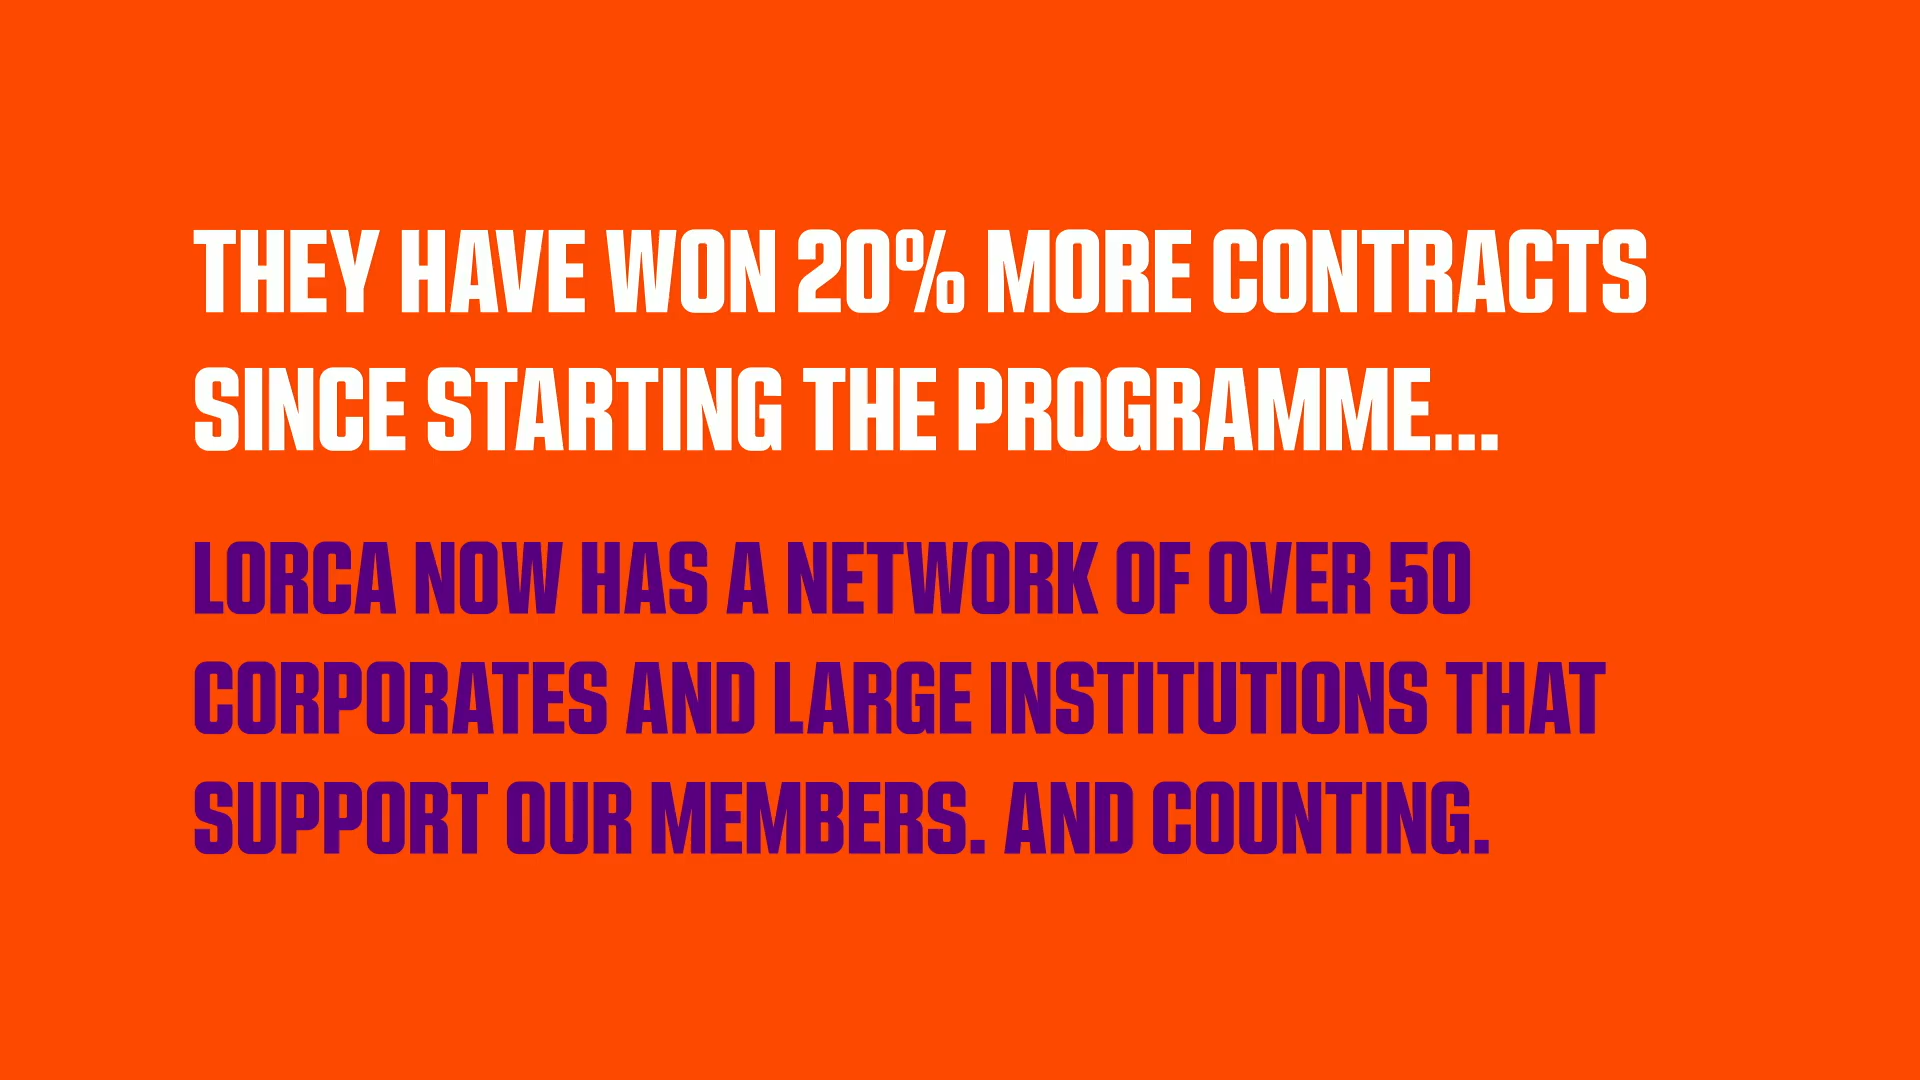 THEY HAVE WON 20% MORE CONTRACTS
SINCE STARTING THE PROGRAMME...
LORCA NOW HAS A NETWORK OF OVER 50
CORPORATES AND LARGE INSTITUTIONS THAT
SUPPORT OUR MEMBERS. AND COUNTING.